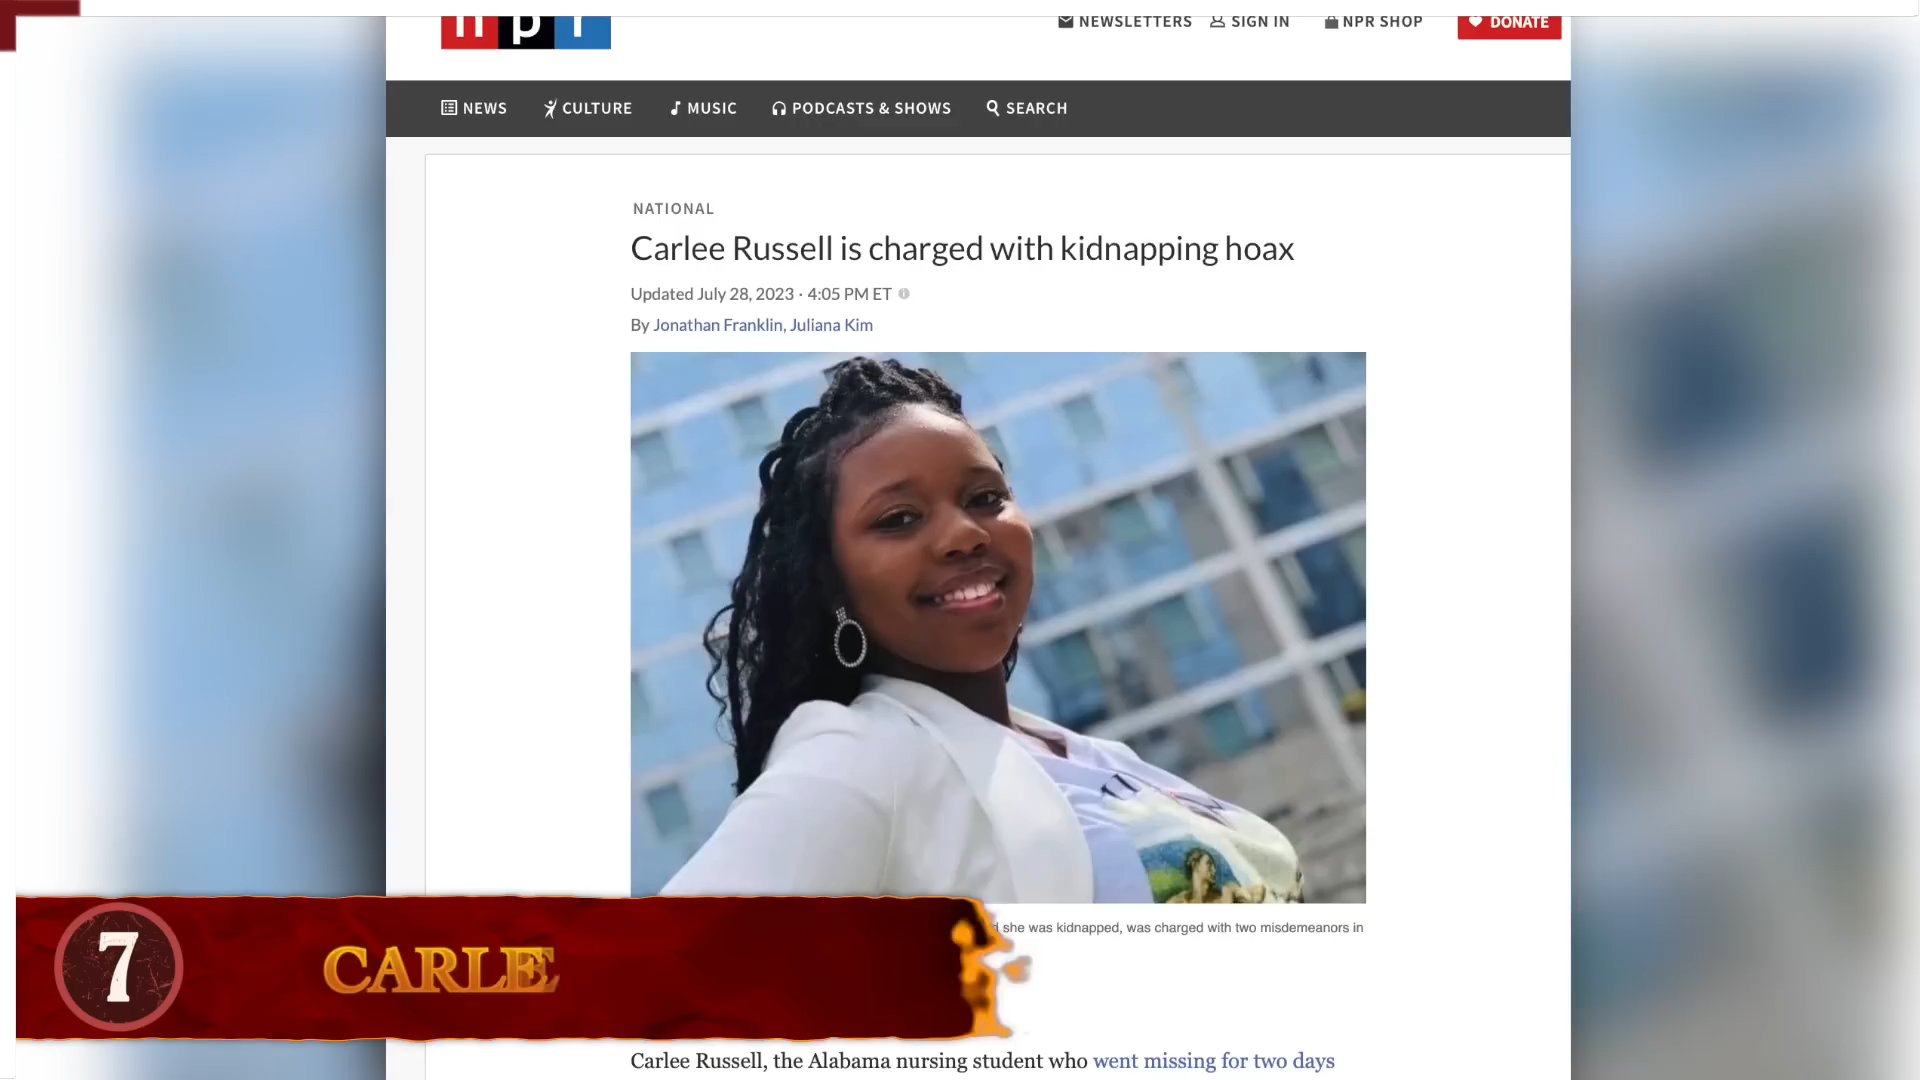 npr
NEWSLETTERS SIGN IN NPR SHOP DONATE
NEWS CULTURE MUSIC PODCASTS & SHOWS SEARCH
NATIONAL
Carlee Russell is charged with kidnapping hoax
Updated July 28, 2023 · 4:05 PM ET
By Jonathan Franklin, Juliana Kim
she was kidnapped, was charged with two misdemeanors in
7 CARLE
Carlee Russell, the Alabama nursing student who went missing for two days